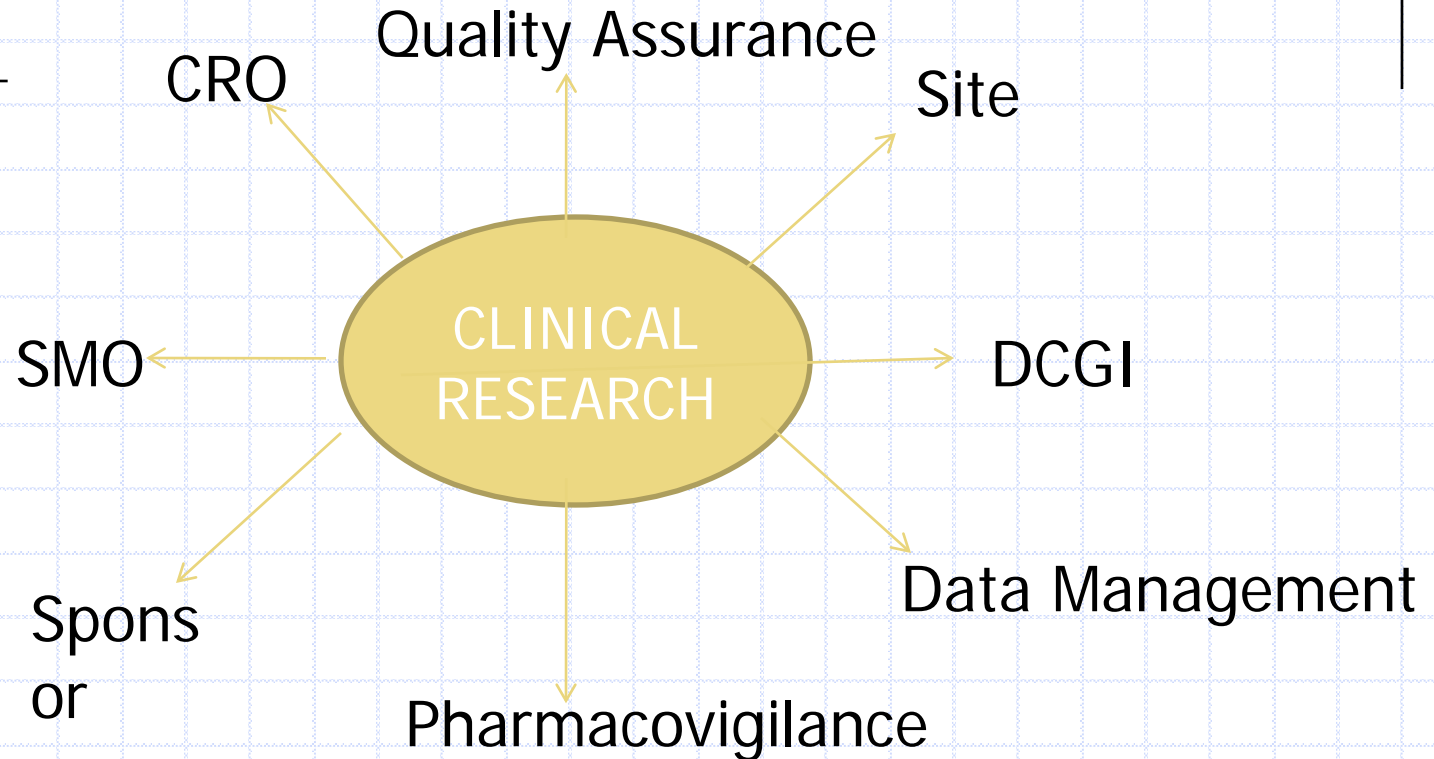 Quality Assurance
CRO
Site
CLINICAL
RESEARCH
SMO
DCGI
Data Management
Spons
or
Pharmacovigilance